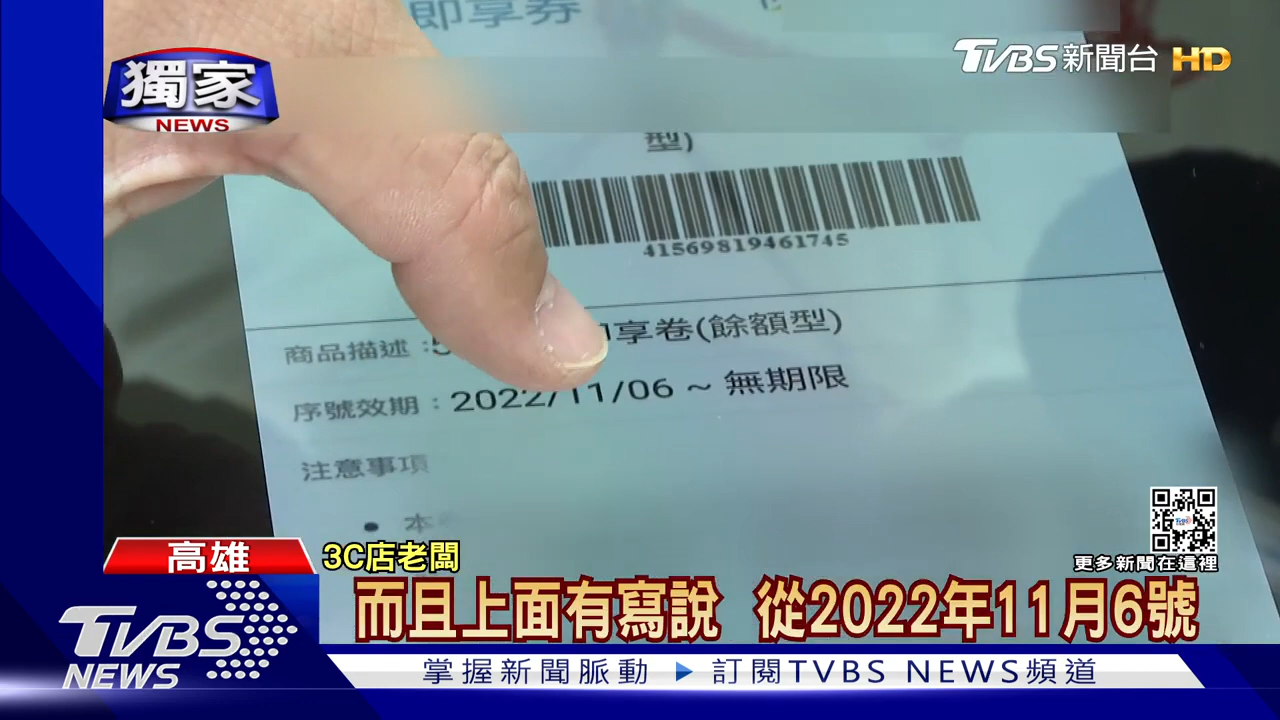 即享券
TVBS新聞台 HD
獨家
NEWS
型)
41569819461745
商品描述：5 享卷(餘額型)
序號效期：2022/11/06 ~ 無期限
注意事項
• 本
高雄
3C店老闆
更多新聞在這裡
而且上面有寫說 從2022年11月6號
TVBS
NEWS
掌握新聞脈動 ▶ 訂閱TVBS NEWS頻道